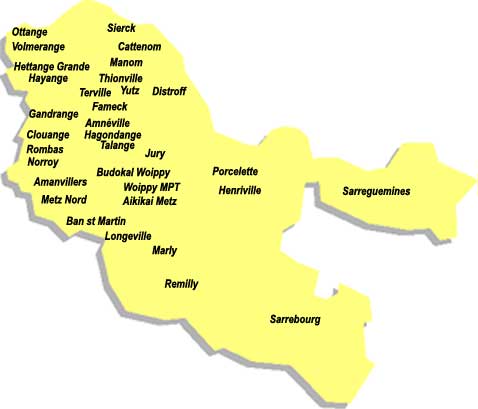 Ottange
Sierck
Volmerange
Cattenom
Manom
Hettange Grande
Hayange
Thionville
Terville
Yutz
Distroff
Fameck
Gandrange
Amnéville
Clouange
Hagondange
Talange
Rombas
Jury
Norroy
Budokal Woippy
Porcelette
Amanvillers
Woippy MPT
Henriville
Sarreguemines
Metz Nord
Aikikai Metz
Ban st Martin
Longeville
Marly
Remilly
Sarrebourg